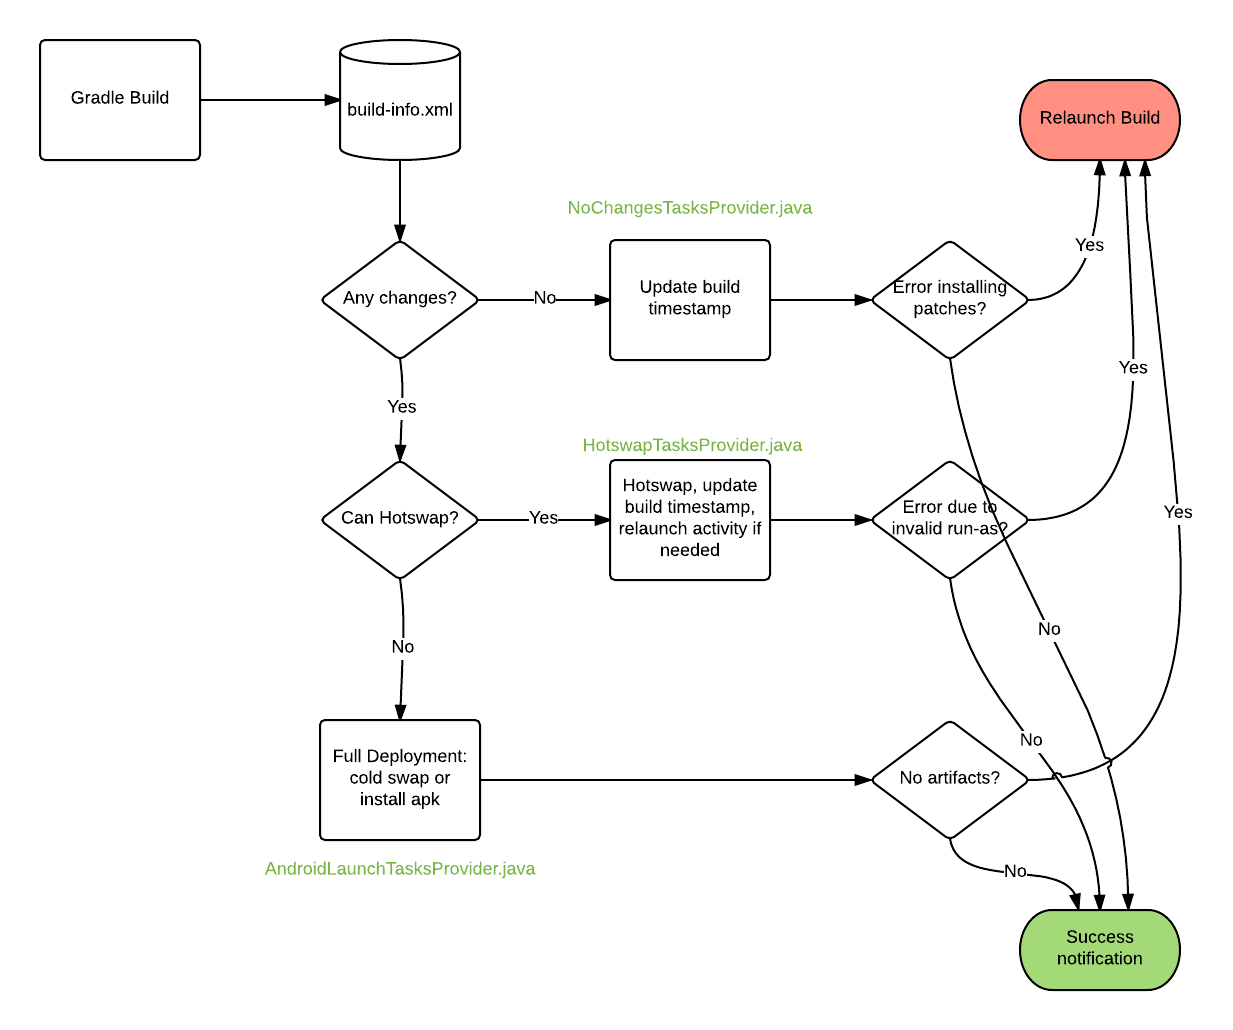 Gradle Build
build-info.xml
Relaunch Build
NoChangesTasksProvider.java
Any changes?
No
Update build
timestamp
Error installing
patches?
Yes
Yes
Yes
HotswapTasksProvider.java
Can Hotswap?
Yes
Hotswap, update
build timestamp,
relaunch activity if
needed
Error due to
invalid run-as?
Yes
No
No
No
Full Deployment:
cold swap or
install apk
No artifacts?
AndroidLaunchTasksProvider.java
No
Success
notification